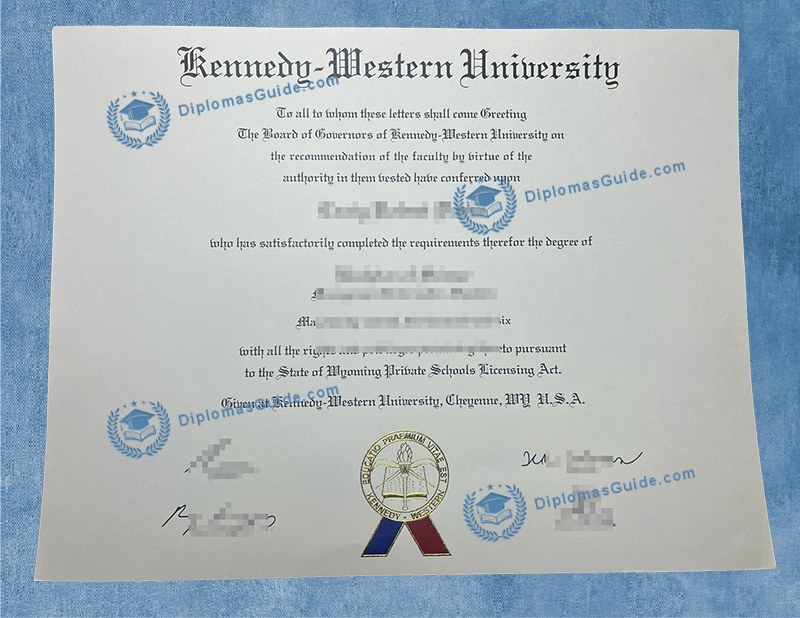 Kennedy-Western University
DiplomasGuide.com
To all to whom these letters shall come Greeting
The Board of Governors of Kennedy-Western University on
the recommendation of the faculty by virtue of the
authority in them vested have conferred upon
DiplomasGuide.com
who has satisfactorily completed the requirements therefor the degree of
with all the
to pursuant
to the State of Wyoming Private Schools Licensing Act.
DiplomasGuide.com
Given at Kennedy-Western University, Cheyenne, WY U.S.A.
EDUCATIO PRAEMIUM VITAE EST
KENNEDY - WESTERN
DiplomasGuide.com